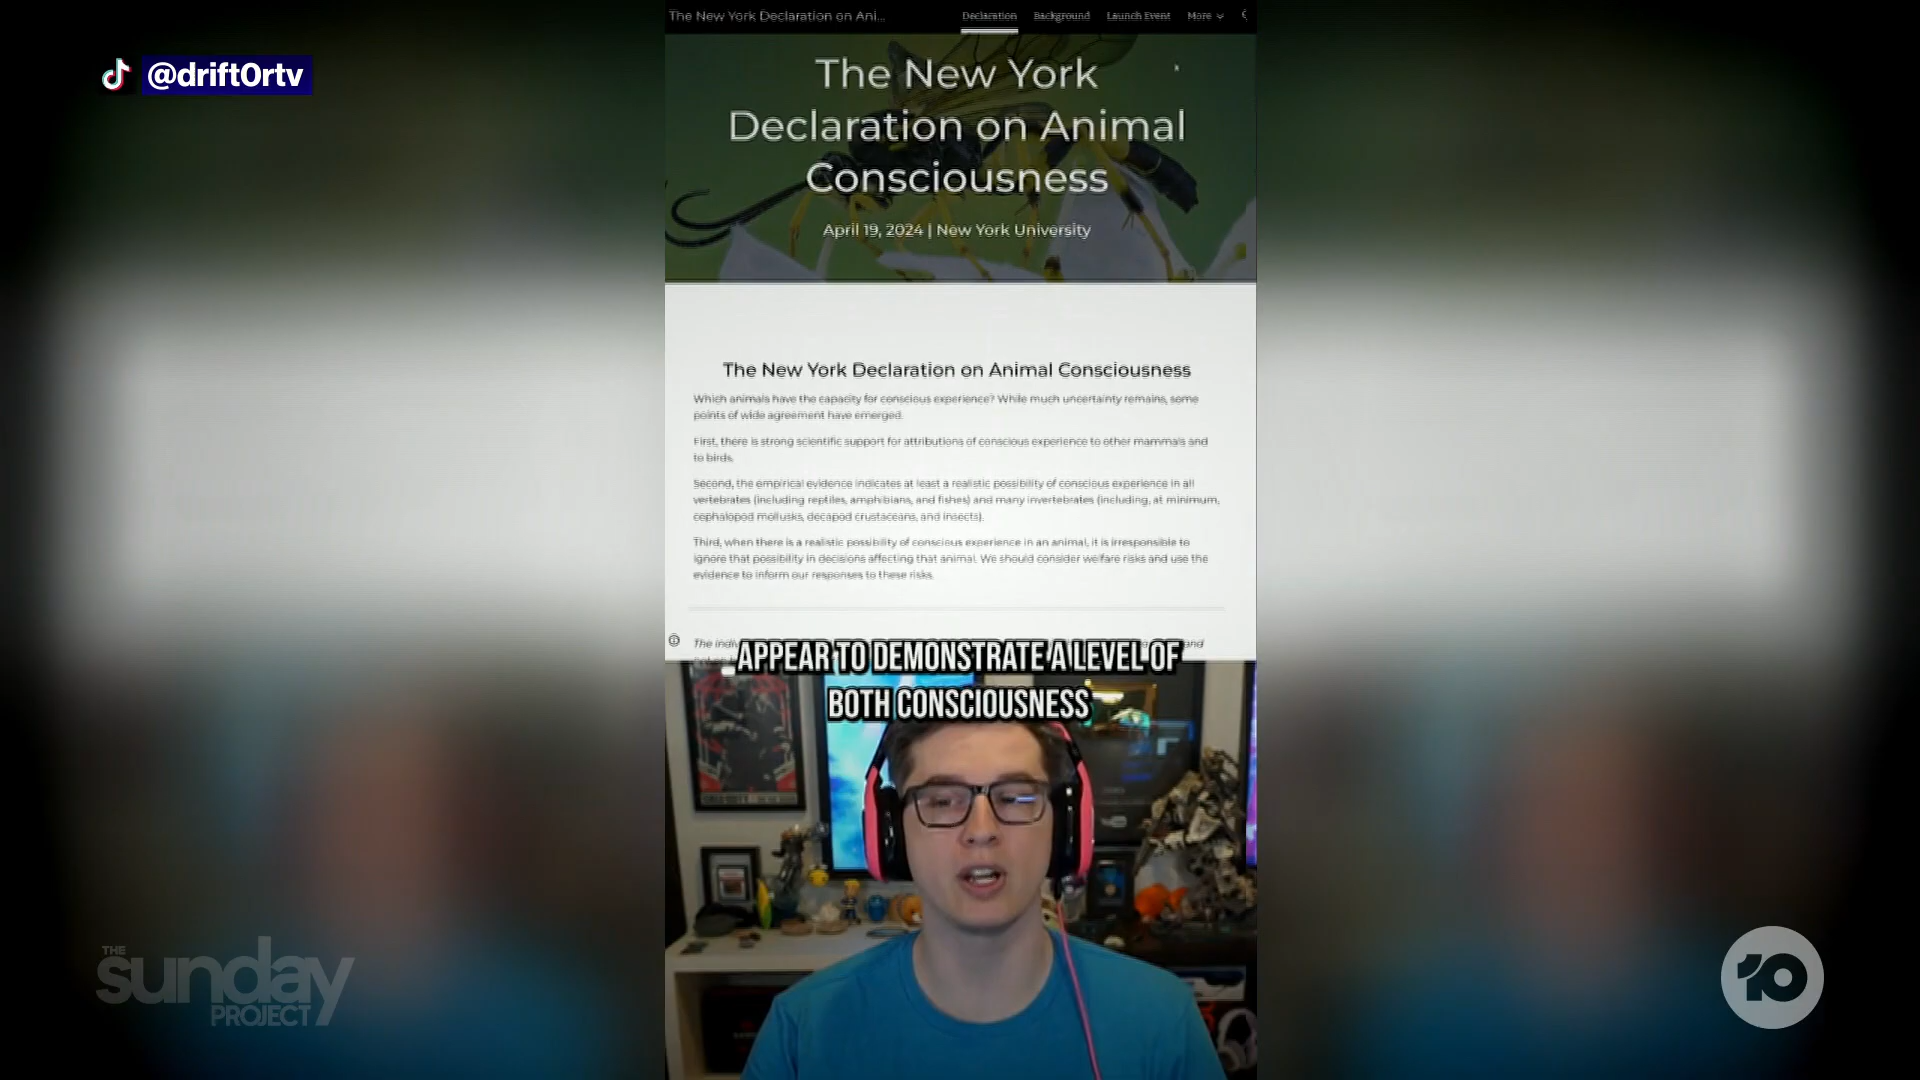 The New York Declaration on Ani...
Declaration
Background
Launch Event
More
@drift0rtv
The New York
Declaration on Animal
Consciousness
April 19, 2024 | New York University
The New York Declaration on Animal Consciousness
Which animals have the capacity for conscious experience? While much uncertainty remains, some
points of wide agreement have emerged.
First, there is strong scientific support for attributions of conscious experience to other mammals and
to birds.
Second, the empirical evidence indicates at least a realistic possibility of conscious experience in all
vertebrates (including reptiles, amphibians, and fishes) and many invertebrates (including, at minimum,
cephalopod mollusks, decapod crustaceans, and insects).
Third, when there is a realistic possibility of conscious experience in an animal, it is irresponsible to
ignore that possibility in decisions affecting that animal. We should consider welfare risks and use the
evidence to inform our responses to these risks.
The
and
APPEAR TO DEMONSTRATE A LEVEL OF
BOTH CONSCIOUSNESS
THE
sunday
PROJECT
10